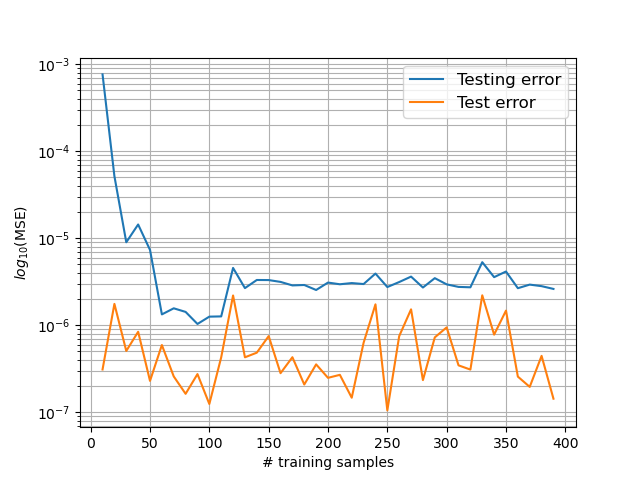 Testing error
Test error
10⁻³
10⁻⁴
10⁻⁵
10⁻⁶
10⁻⁷
log₁₀(MSE)
0 50 100 150 200 250 300 350 400
# training samples